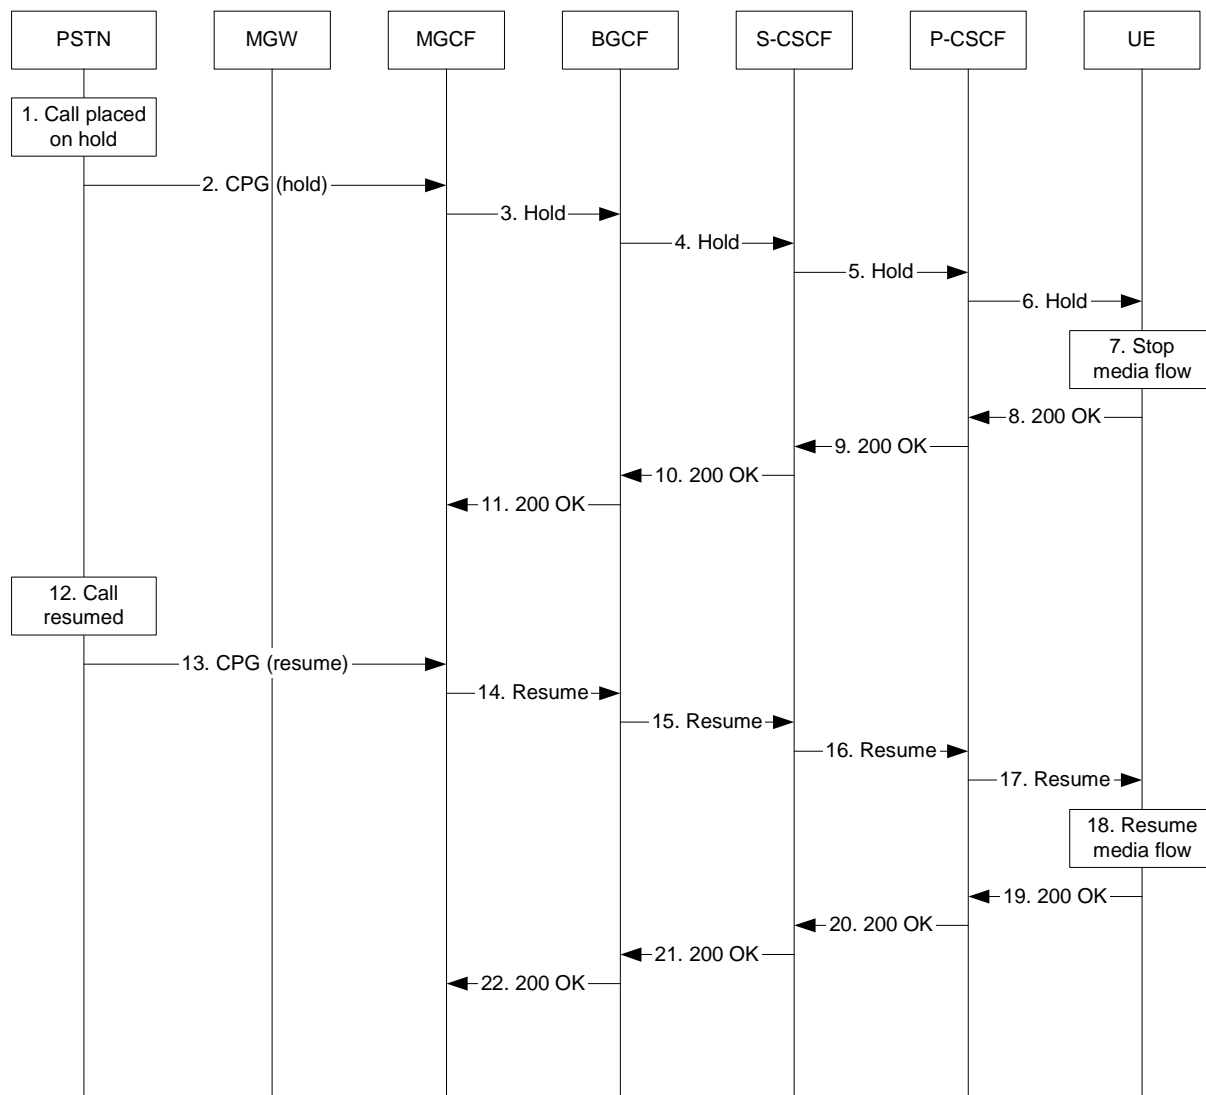 PSTN
MGW
MGCF
BGCF
S-CSCF
P-CSCF
UE
1. Call placed
on hold
2. CPG (hold)
3. Hold
4. Hold
5. Hold
6. Hold
7. Stop
media flow
8. 200 OK
9. 200 OK
10. 200 OK
11. 200 OK
12. Call
resumed
13. CPG (resume)
14. Resume
15. Resume
16. Resume
17. Resume
18. Resume
media flow
19. 200 OK
20. 200 OK
21. 200 OK
22. 200 OK